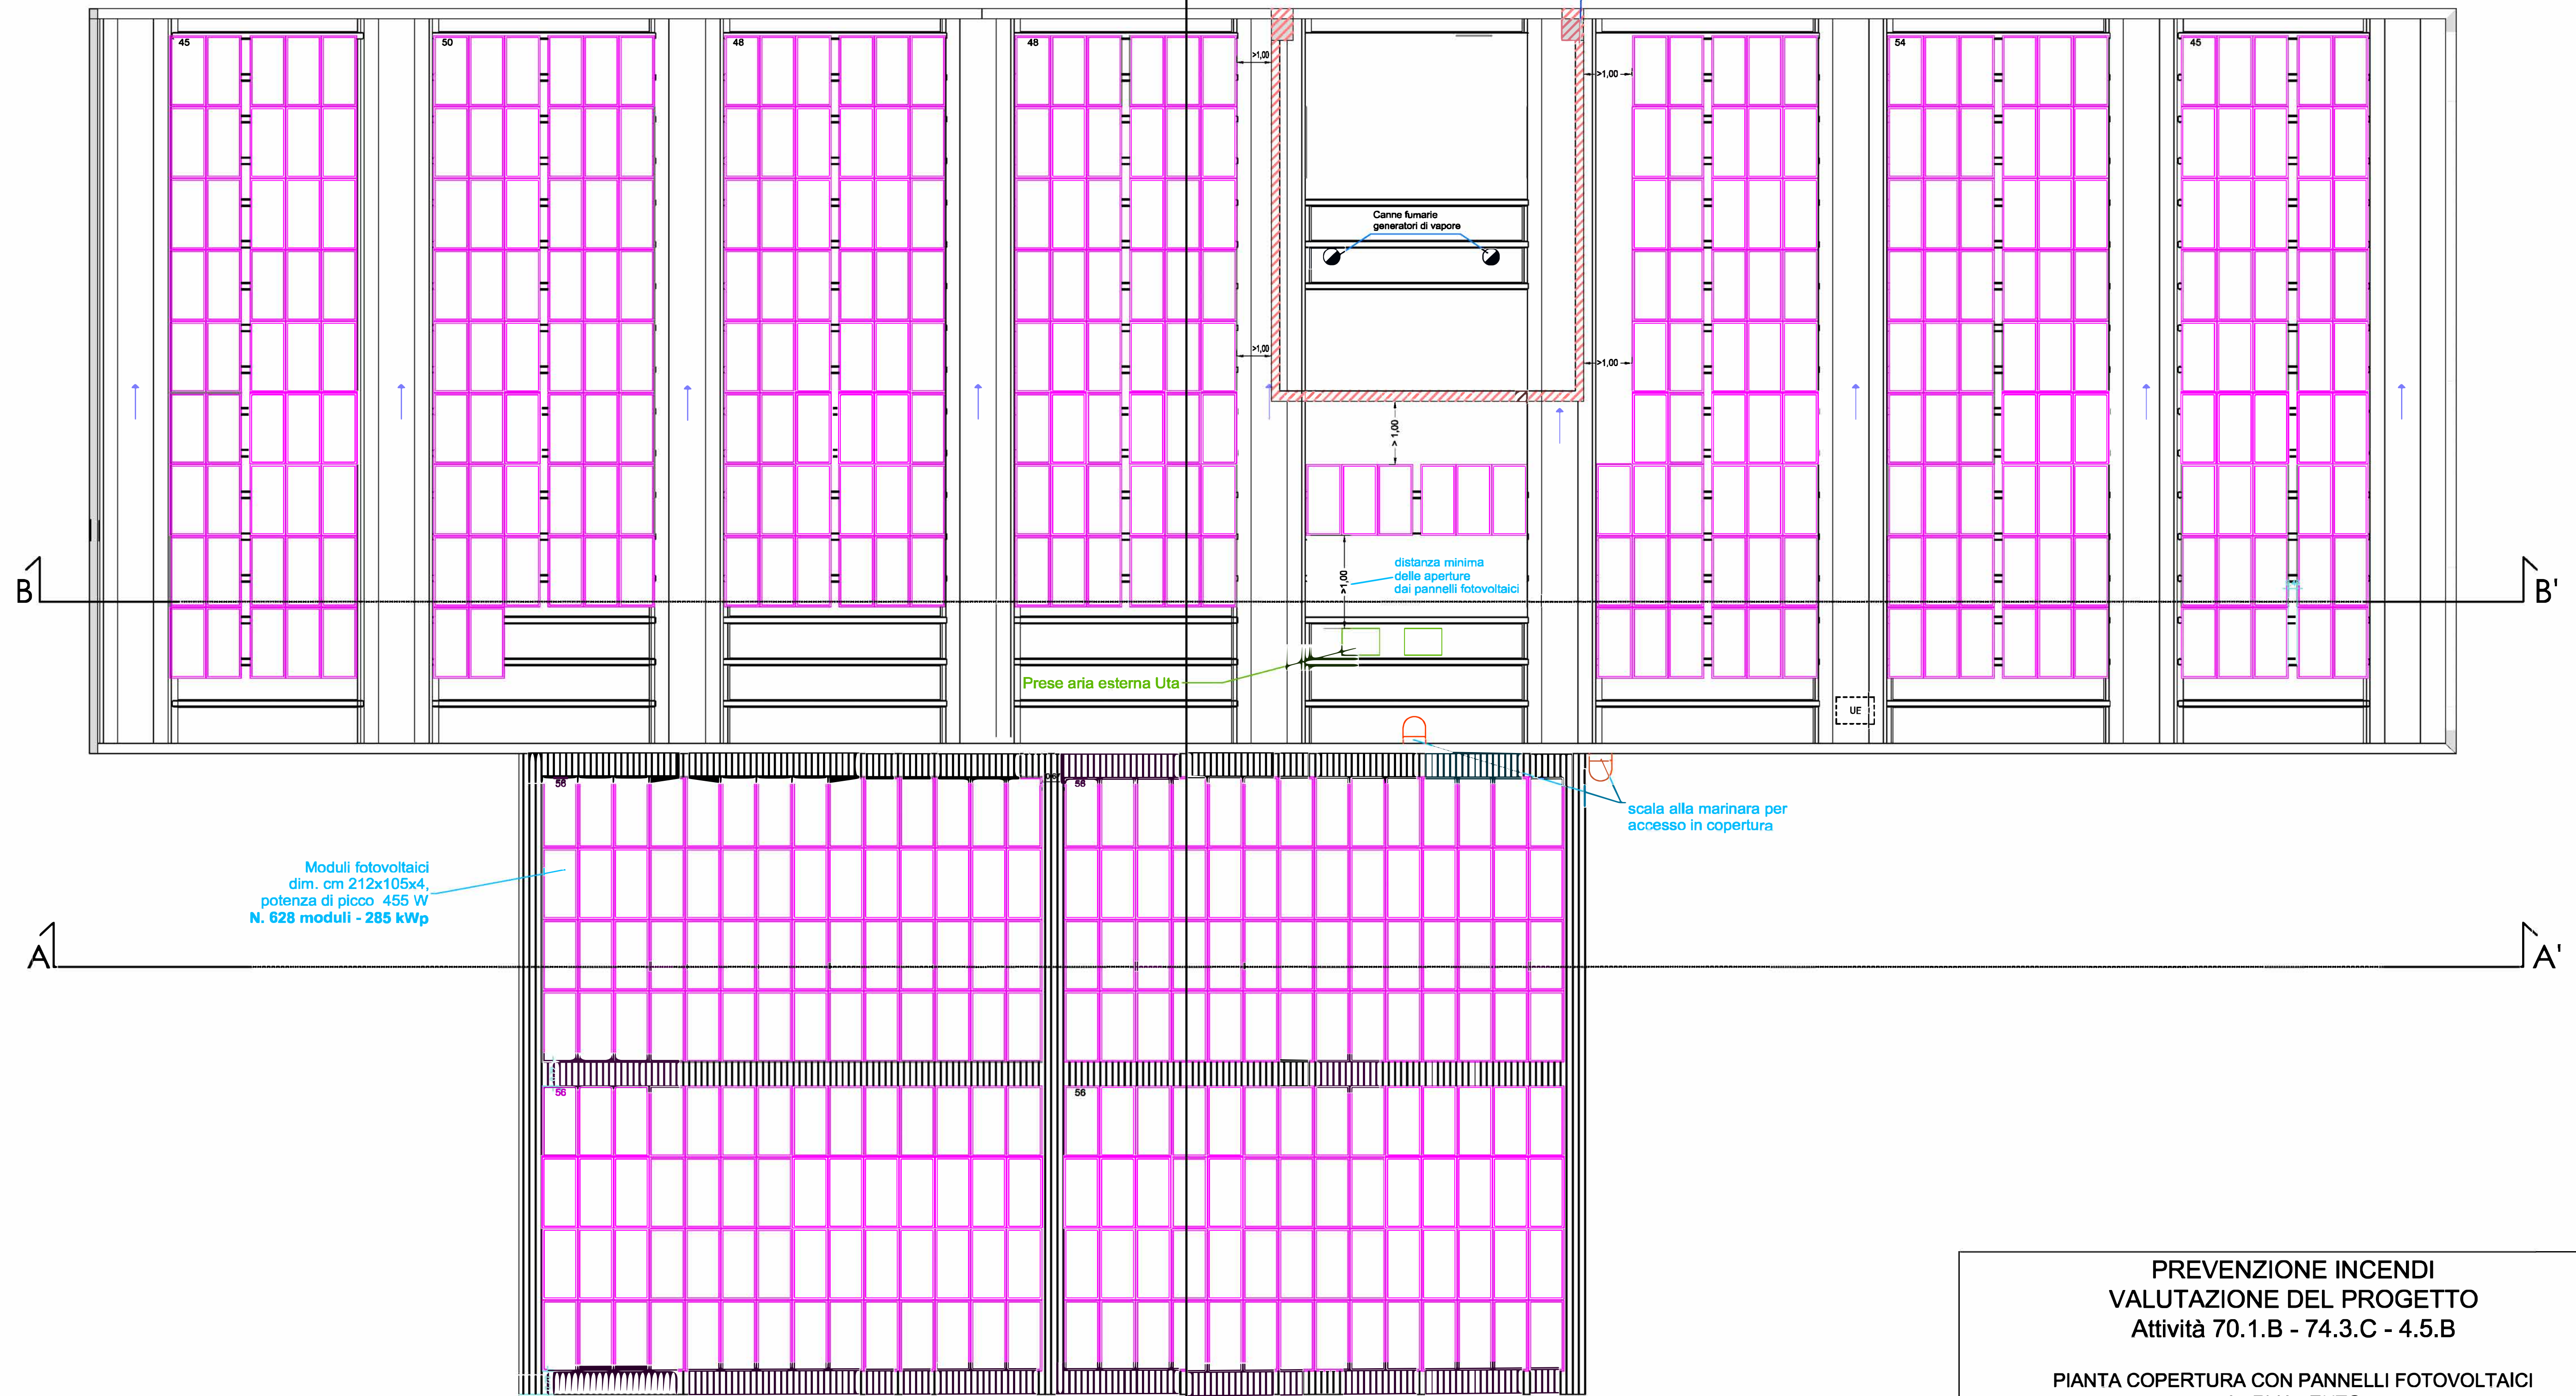 45
50
48
48
54
45
>1,00
>1,00
Canne fumarie
generatori di vapore
>1,00
>1,00
> 1,00
>1,00
distanza minima
delle aperture
dai pannelli fotovoltaici
B
B'
Prese aria esterna Uta
UE
56
56
scala alla marinara per
accesso in copertura
Moduli fotovoltaici
dim. cm 212x105x4,
potenza di picco 455 W
N. 628 moduli - 285 kWp
A
A'
56
56
PREVENZIONE INCENDI
VALUTAZIONE DEL PROGETTO
Attività 70.1.B - 74.3.C - 4.5.B
PIANTA COPERTURA CON PANNELLI FOTOVOLTAICI